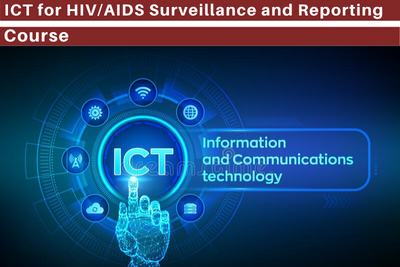 ICT for HIV/AIDS Surveillance and Reporting
Course
ICT
Information
and Communications
technology